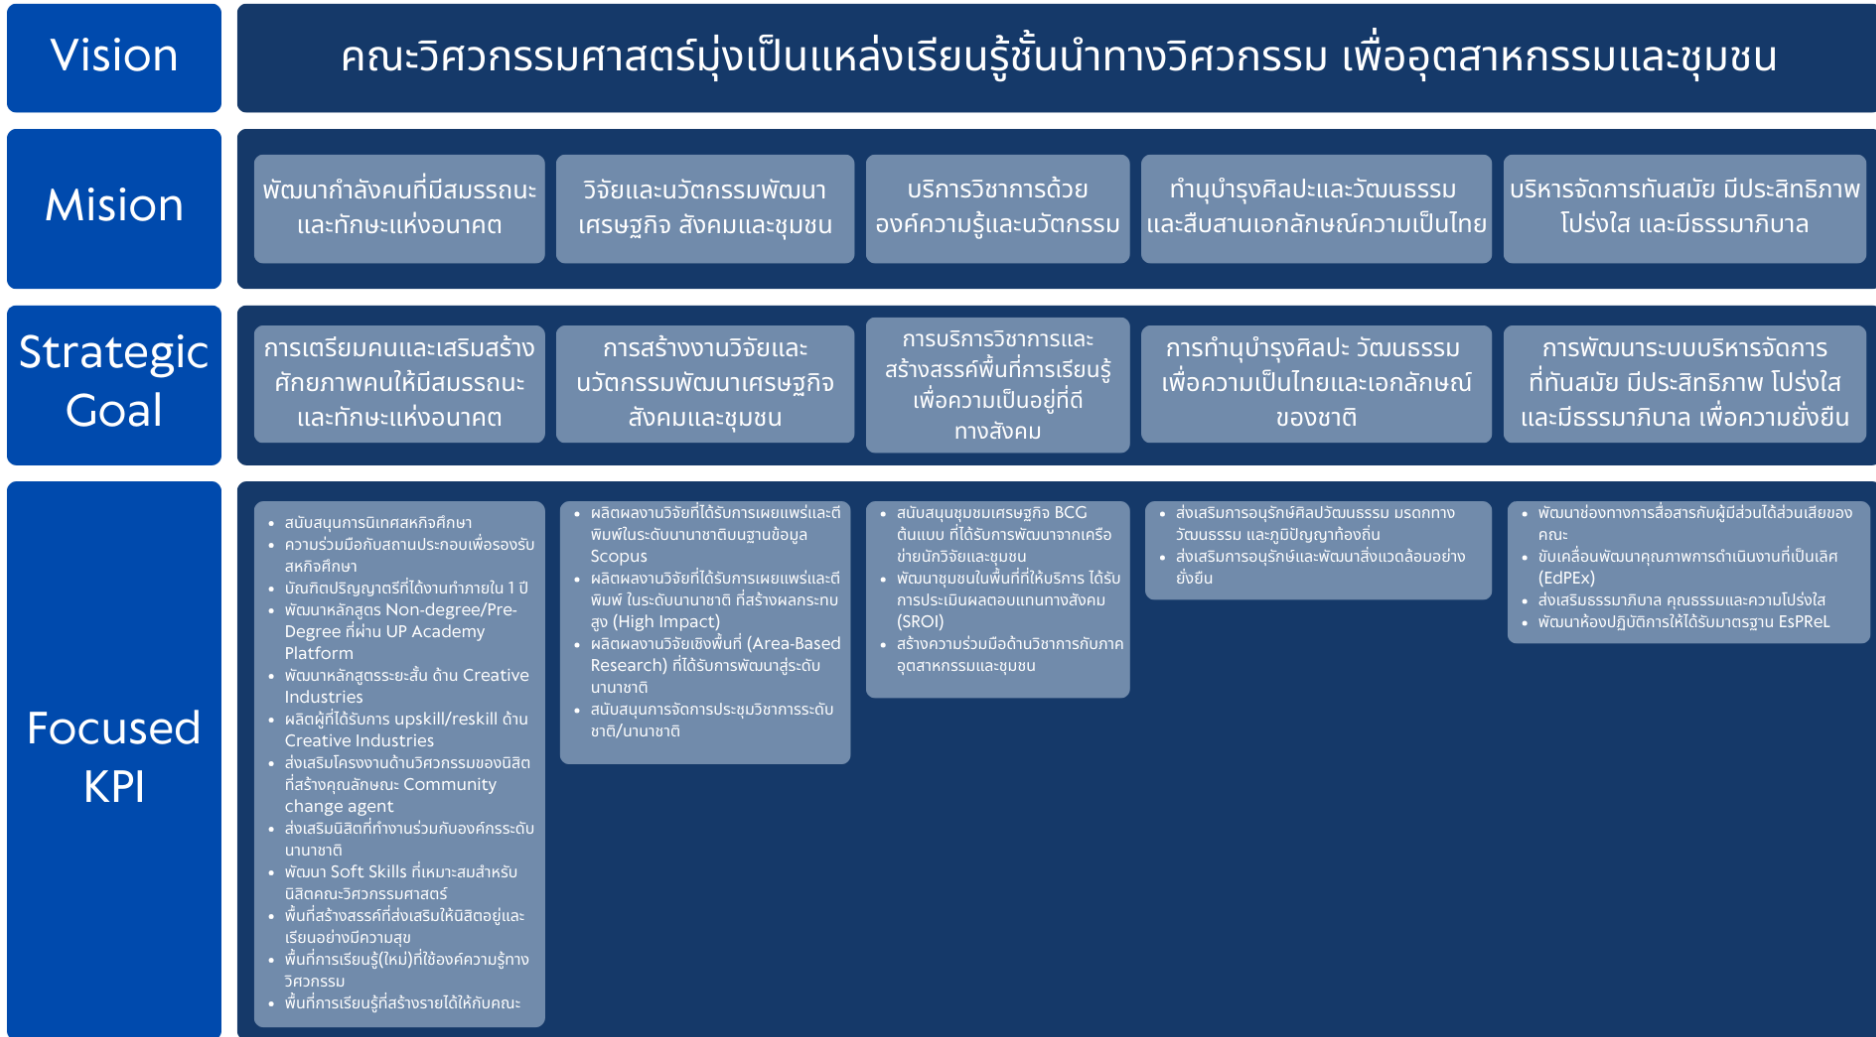 Vision
คณะวิศวกรรมศาสตร์มุ่งเป็นแหล่งเรียนรู้ชั้นนำทางวิศวกรรม เพื่ออุตสาหกรรมและชุมชน
Mision
พัฒนากำลังคนที่มีสมรรถนะ
และทักษะแห่งอนาคต
วิจัยและนวัตกรรมพัฒนา
เศรษฐกิจ สังคมและชุมชน
บริการวิชาการด้วย
องค์ความรู้และนวัตกรรม
ทำนุบำรุงศิลปะและวัฒนธรรม
และสืบสานเอกลักษณ์ความเป็นไทย
บริหารจัดการทันสมัย มีประสิทธิภาพ
โปร่งใส และมีธรรมาภิบาล
Strategic
Goal
การเตรียมคนและเสริมสร้าง
ศักยภาพคนให้มีสมรรถนะ
และทักษะแห่งอนาคต
การสร้างงานวิจัยและ
นวัตกรรมพัฒนาเศรษฐกิจ
สังคมและชุมชน
การบริการวิชาการและ
สร้างสรรค์พื้นที่การเรียนรู้
เพื่อความเป็นอยู่ที่ดี
ทางสังคม
การทำนุบำรุงศิลปะ วัฒนธรรม
เพื่อความเป็นไทยและเอกลักษณ์
ของชาติ
การพัฒนาระบบบริหารจัดการ
ที่ทันสมัย มีประสิทธิภาพ โปร่งใส
และมีธรรมาภิบาล เพื่อความยั่งยืน
Focused
KPI
• สนับสนุนการนิเทศสหกิจศึกษา
• ความร่วมมือกับสถานประกอบเพื่อรองรับ
สหกิจศึกษา
• บัณฑิตปริญญาตรีที่ได้งานทำภายใน 1 ปี
• พัฒนาหลักสูตร Non-degree/Pre-
Degree ที่ผ่าน UP Academy
Platform
• พัฒนาหลักสูตรระยะสั้น ด้าน Creative
Industries
• ผลิตผู้ที่ได้รับการ upskill/reskill ด้าน
Creative Industries
• ส่งเสริมโครงงานด้านวิศวกรรมของนิสิต
ที่สร้างคุณลักษณะ Community
change agent
• ส่งเสริมนิสิตที่ทำงานร่วมกับองค์กรระดับ
นานาชาติ
• พัฒนา Soft Skills ที่เหมาะสมสำหรับ
นิสิตคณะวิศวกรรมศาสตร์
• พื้นที่สร้างสรรค์ที่ส่งเสริมให้นิสิตอยู่และ
เรียนอย่างมีความสุข
• พื้นที่การเรียนรู้(ใหม่)ที่ใช้องค์ความรู้ทาง
วิศวกรรม
• พื้นที่การเรียนรู้ที่สร้างรายได้ให้กับคณะ
• ผลิตผลงานวิจัยที่ได้รับการเผยแพร่และตี
พิมพ์ในระดับนานาชาติบนฐานข้อมูล
Scopus
• ผลิตผลงานวิจัยที่ได้รับการเผยแพร่และตี
พิมพ์ ในระดับนานาชาติ ที่สร้างผลกระทบ
สูง (High Impact)
• ผลิตผลงานวิจัยเชิงพื้นที่ (Area-Based
Research) ที่ได้รับการพัฒนาสู่ระดับ
นานาชาติ
• สนับสนุนการจัดการประชุมวิชาการระดับ
ชาติ/นานาชาติ
• สนับสนุนชุมชมเศรษฐกิจ BCG
ต้นแบบ ที่ได้รับการพัฒนาจากเครือ
ข่ายนักวิจัยและชุมชน
• พัฒนาชุมชนในพื้นที่ที่ให้บริการ ได้รับ
การประเมินผลตอบแทนทางสังคม
(SROI)
• สร้างความร่วมมือด้านวิชาการกับภาค
อุตสาหกรรมและชุมชน
• ส่งเสริมการอนุรักษ์ศิลปวัฒนธรรม มรดกทาง
วัฒนธรรม และภูมิปัญญาท้องถิ่น
• ส่งเสริมการอนุรักษ์และพัฒนาสิ่งแวดล้อมอย่าง
ยั่งยืน
• พัฒนาช่องทางการสื่อสารกับผู้มีส่วนได้ส่วนเสียของ
คณะ
• ขับเคลื่อนพัฒนาคุณภาพการดำเนินงานที่เป็นเลิศ
(EdPEx)
• ส่งเสริมธรรมาภิบาล คุณธรรมและความโปร่งใส
• พัฒนาห้องปฏิบัติการให้ได้รับมาตรฐาน EsPReL